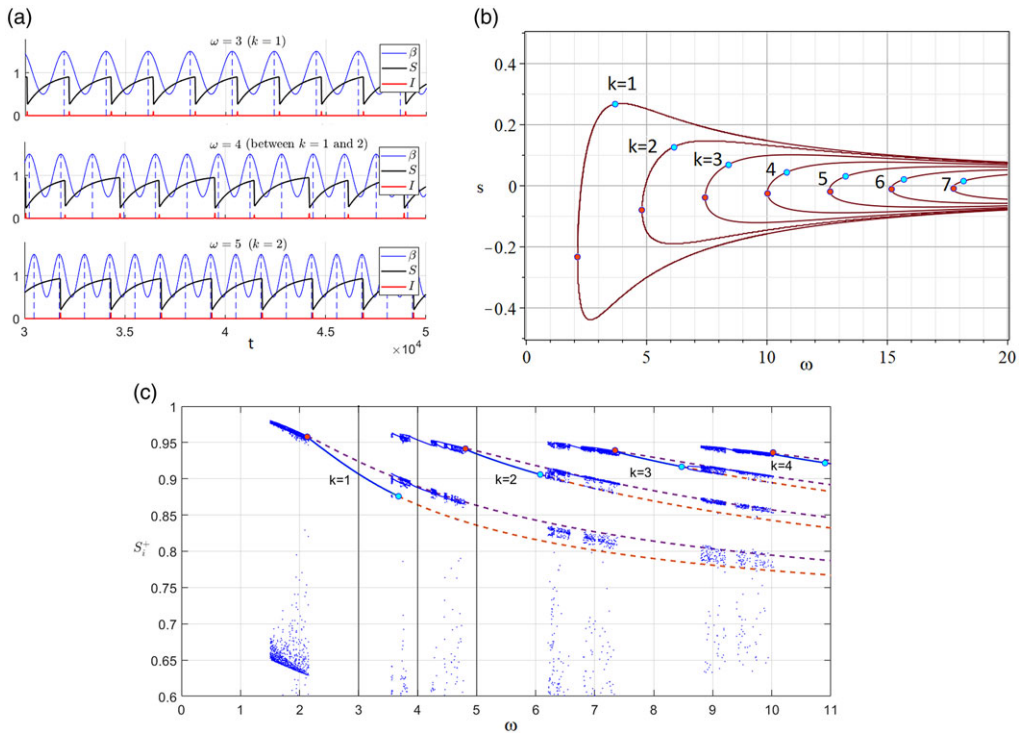 (a)
ω = 3 (k = 1)
β
S
I
1
0
ω = 4 (between k = 1 and 2)
β
S
I
1
0
ω = 5 (k = 2)
β
S
I
1
0
3 3.5 4 4.5 5
t
×10⁴
(b)
0.4
0.2
0
−0.2
−0.4
s
k=1
k=2
k=3
4
5
6
7
0 5 10 15 20
ω
(c)
1
0.95
0.9
0.85
0.8
0.75
0.7
0.65
0.6
S_i^+
k=1
k=2
k=3
k=4
0 1 2 3 4 5 6 7 8 9 10 11
ω